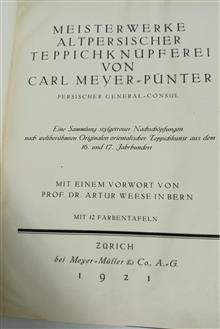 MEISTERWERKE
ALTPERSISCHER
TEPPICHKNÜPFEREI
VON
CARL MEYER-PÜNTER
PERSISCHER GENERAL-CONSUL
Eine Sammlung stylgetreuer Nachschöpfungen
nach weltberühmten Originalen orientalischer Teppichkunst aus dem
16. und 17. Jahrhundert
MIT EINEM VORWORT VON
PROF. DR. ARTUR WEESE IN BERN
MIT 12 FARBENTAFELN
ZÜRICH
bei Meyer-Müller & Co., A.-G.
1921